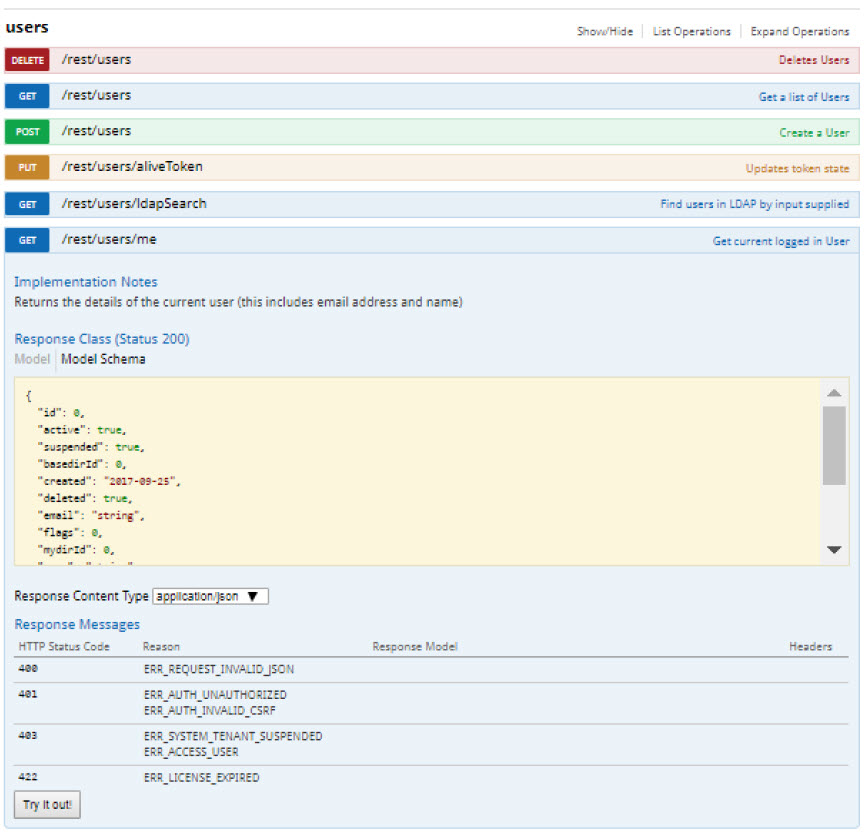 users
Show/Hide | List Operations | Expand Operations
DELETE /rest/users Deletes Users
GET /rest/users Get a list of Users
POST /rest/users Create a User
PUT /rest/users/aliveToken Updates token state
GET /rest/users/ldapSearch Find users in LDAP by input supplied
GET /rest/users/me Get current logged in User
Implementation Notes
Returns the details of the current user (this includes email address and name)
Response Class (Status 200)
Model | Model Schema
{
"id": 0,
"active": true,
"suspended": true,
"basedirId": 0,
"created": "2017-09-25",
"deleted": true,
"email": "string",
"flags": 0,
"mydirId": 0,
Response Content Type application/json
Response Messages
HTTP Status Code Reason Response Model Headers
400 ERR_REQUEST_INVALID_JSON
401 ERR_AUTH_UNAUTHORIZED
ERR_AUTH_INVALID_CSRF
403 ERR_SYSTEM_TENANT_SUSPENDED
ERR_ACCESS_USER
422 ERR_LICENSE_EXPIRED
Try it out!